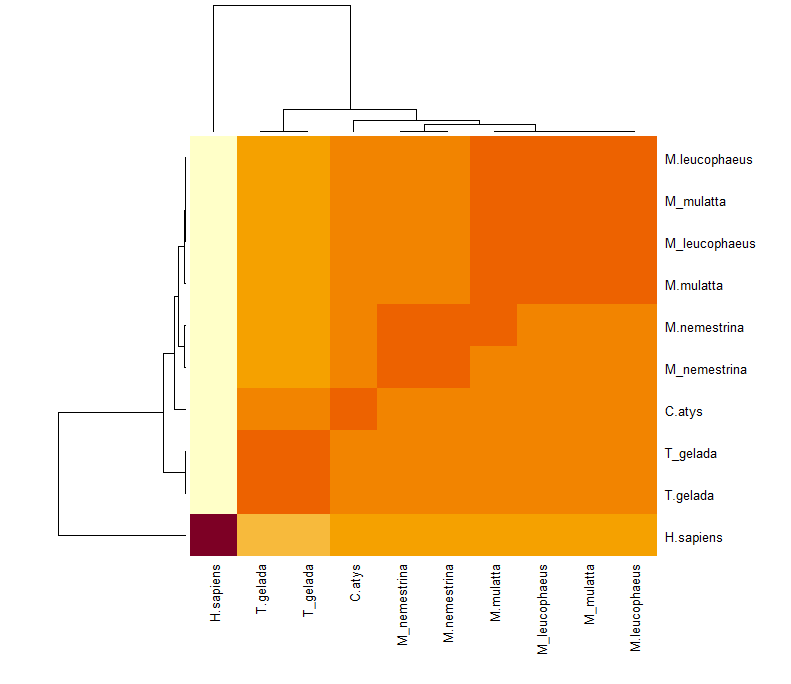 M.leucophaeus
M_mulatta
M_leucophaeus
M.mulatta
M.nemestrina
M_nemestrina
C.atys
T_gelada
T.gelada
H.sapiens
H.sapiens
T.gelada
T_gelada
C.atys
M_nemestrina
M.nemestrina
M.mulatta
M_leucophaeus
M_mulatta
M.leucophaeus